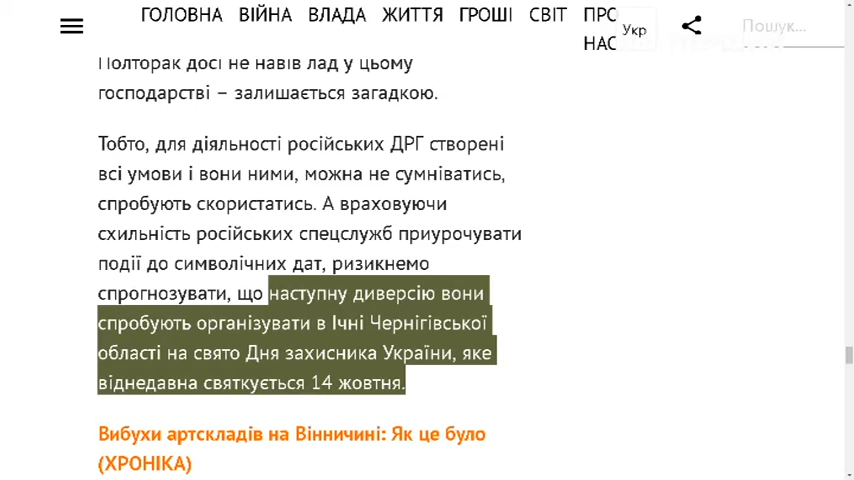 ГОЛОВНА ВІЙНА ВЛАДА ЖИТТЯ ГРОШІ СВІТ ПРО НАС
Укр
Пошук...
Полторак досі не навів лад у цьому
господарстві – залишається загадкою.
Тобто, для діяльності російських ДРГ створені
всі умови і вони ними, можна не сумніватись,
спробують скористатись. А враховуючи
схильність російських спецслужб приурочувати
події до символічних дат, ризикнемо
спрогнозувати, що наступну диверсію вони
спробують організувати в Ічні Чернігівської
області на свято Дня захисника України, яке
віднедавна святкується 14 жовтня.
Вибухи артскладів на Вінничині: Як це було
(ХРОНІКА)